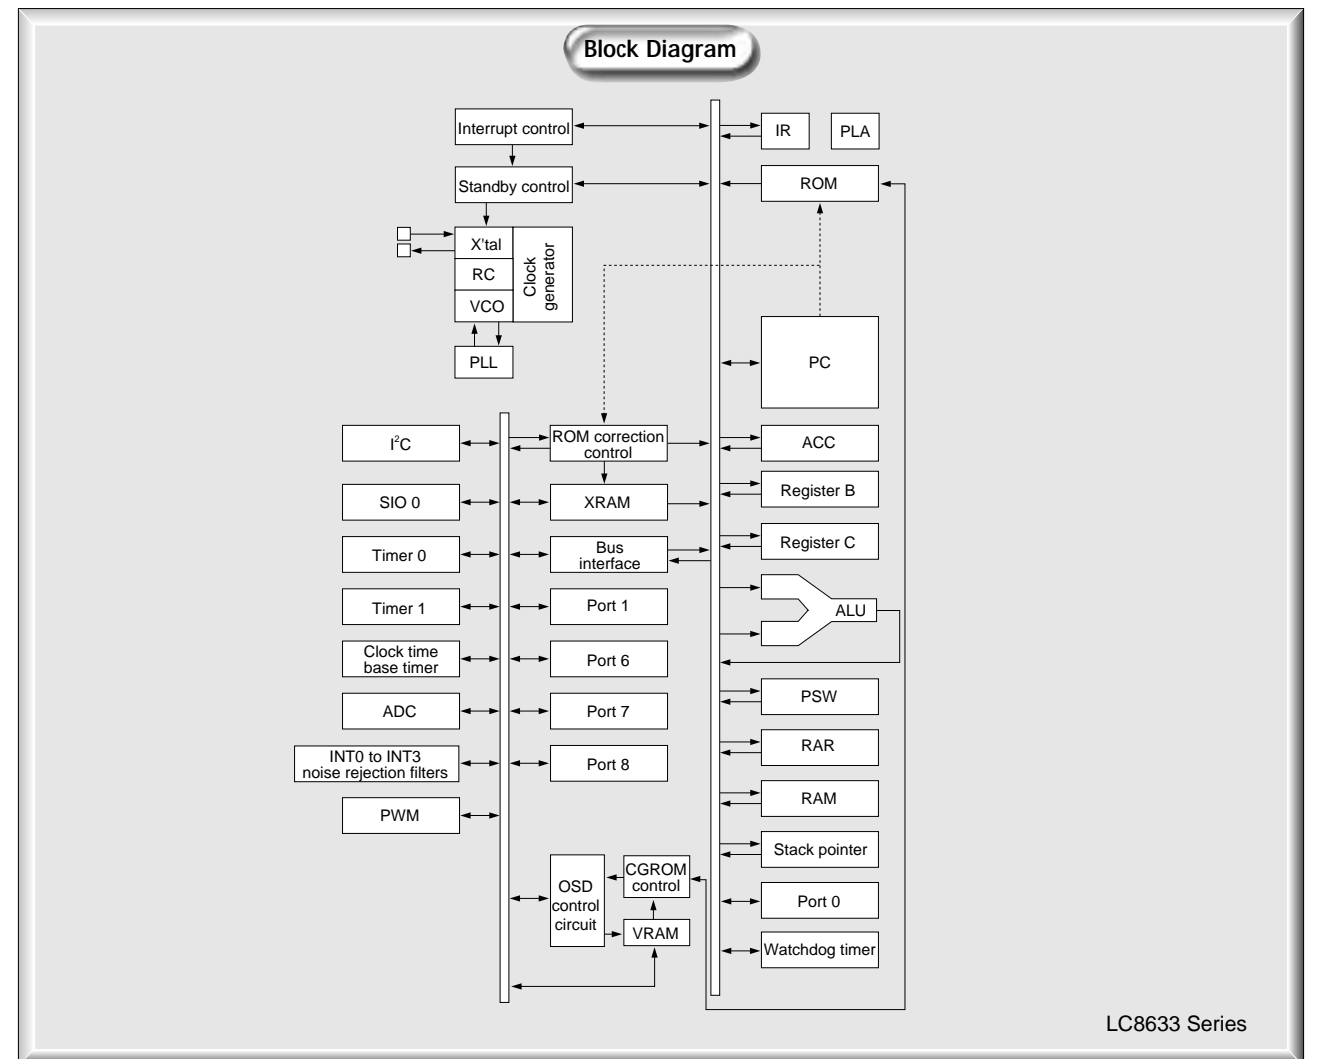 Block Diagram
Interrupt control
IR
PLA
Standby control
ROM
X'tal
RC
VCO
Clock
generator
PLL
PC
I²C
ROM correction
control
ACC
SIO 0
XRAM
Register B
Timer 0
Bus
interface
Register C
Timer 1
Port 1
ALU
Clock time
base timer
Port 6
PSW
ADC
Port 7
RAR
INT0 to INT3
noise rejection filters
Port 8
RAM
PWM
Stack pointer
OSD
control
circuit
CGROM
control
VRAM
Port 0
Watchdog timer
LC8633 Series